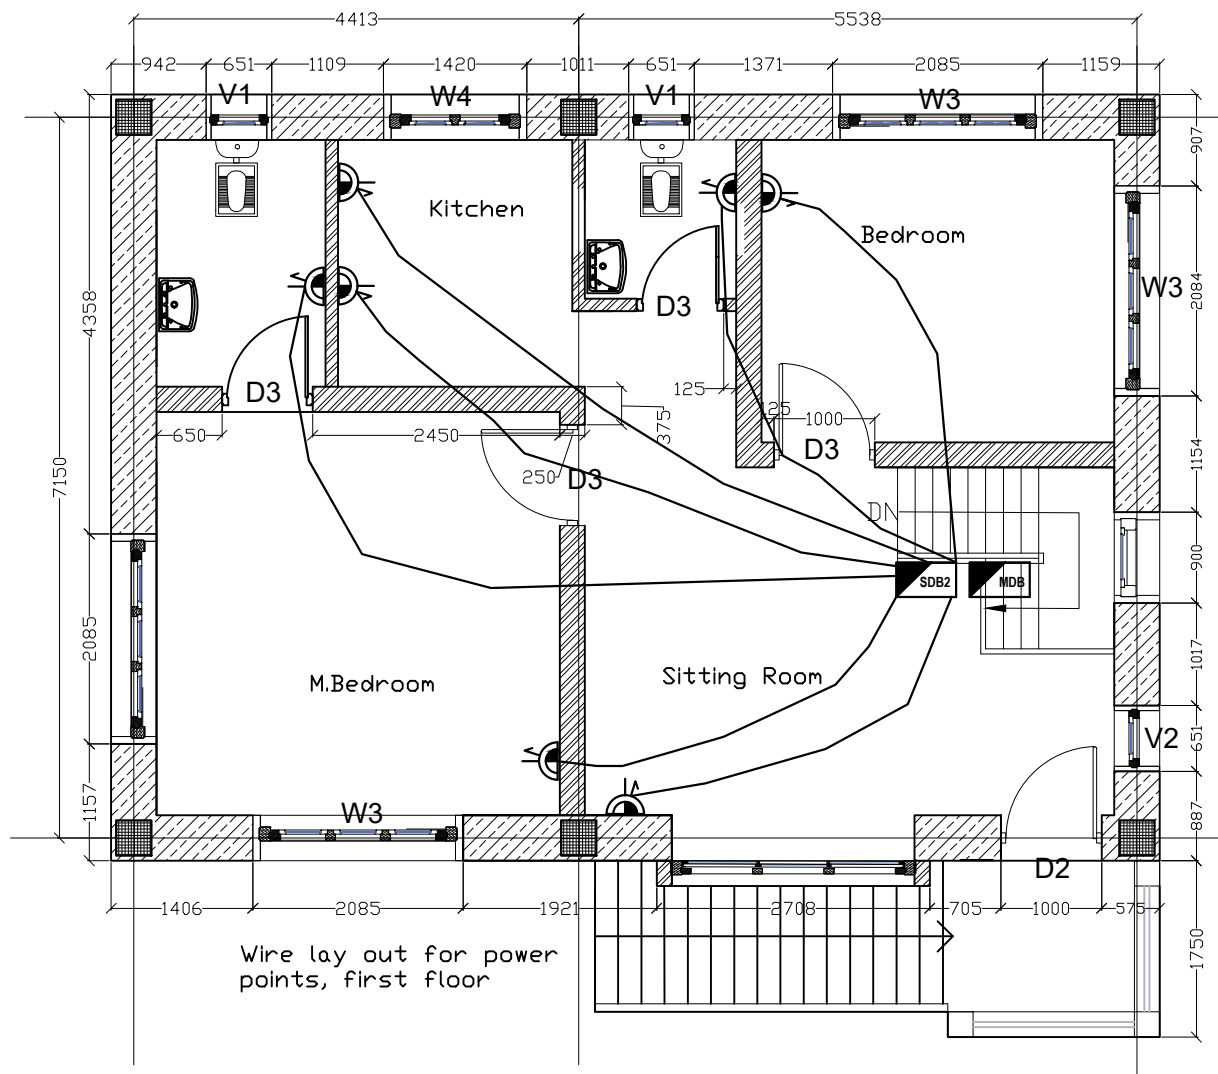 4413
5538
942
651
1109
1420
1011
651
1371
2085
1159
V1
W4
V1
W3
907
Kitchen
Bedroom
2084
W3
4358
D3
D3
125
125
1000
650
2450
375
D3
250
D3
1154
7150
DN
900
SDB2
MDB
2085
M.Bedroom
Sitting Room
1017
V2
651
1157
W3
887
D2
1406
2085
1921
2708
705
1000
575
1750
Wire lay out for power
points, first floor